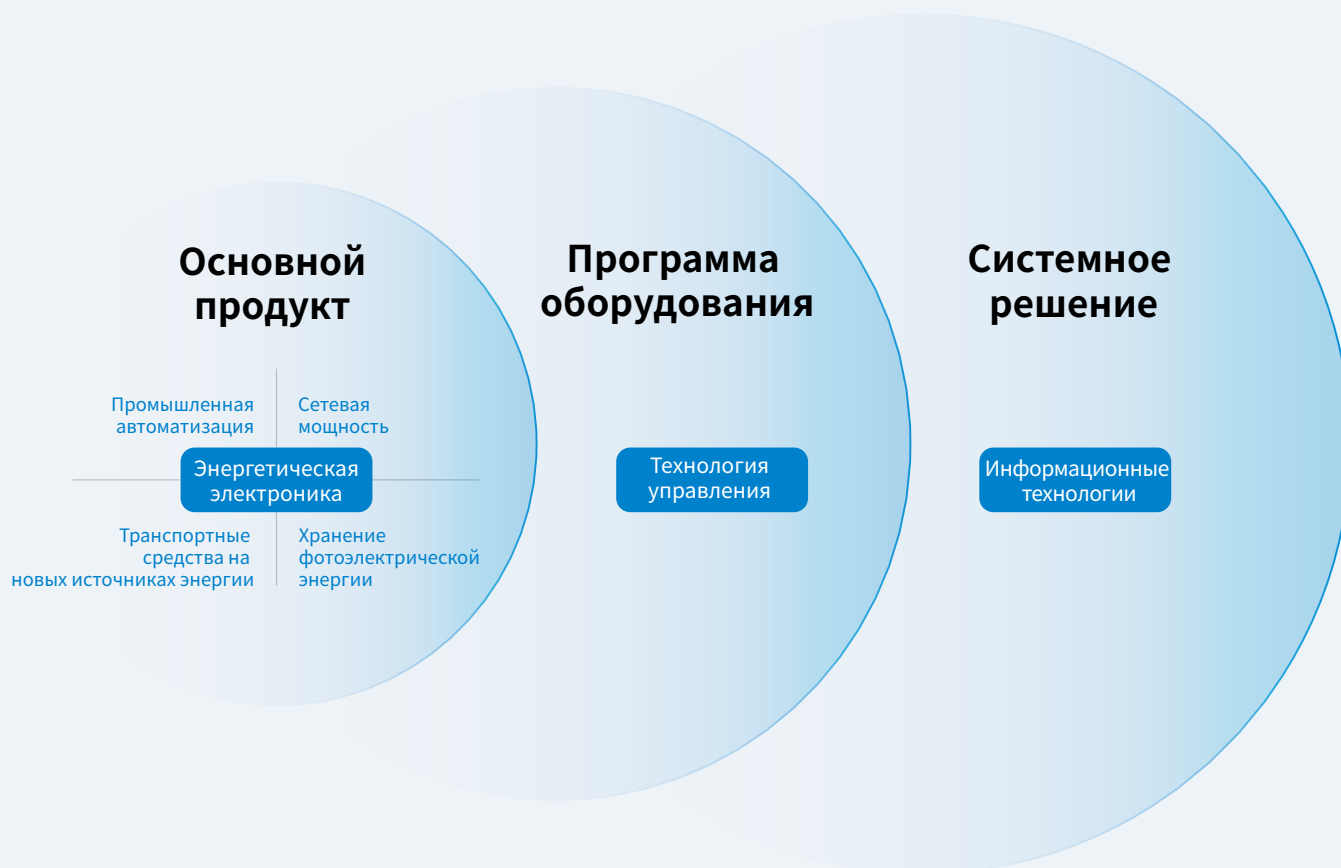 Основной
продукт
Промышленная
автоматизация
Сетевая
мощность
Энергетическая
электроника
Транспортные
средства на
новых источниках энергии
Хранение
фотоэлектрической
энергии
Программа
оборудования
Технология
управления
Системное
решение
Информационные
технологии